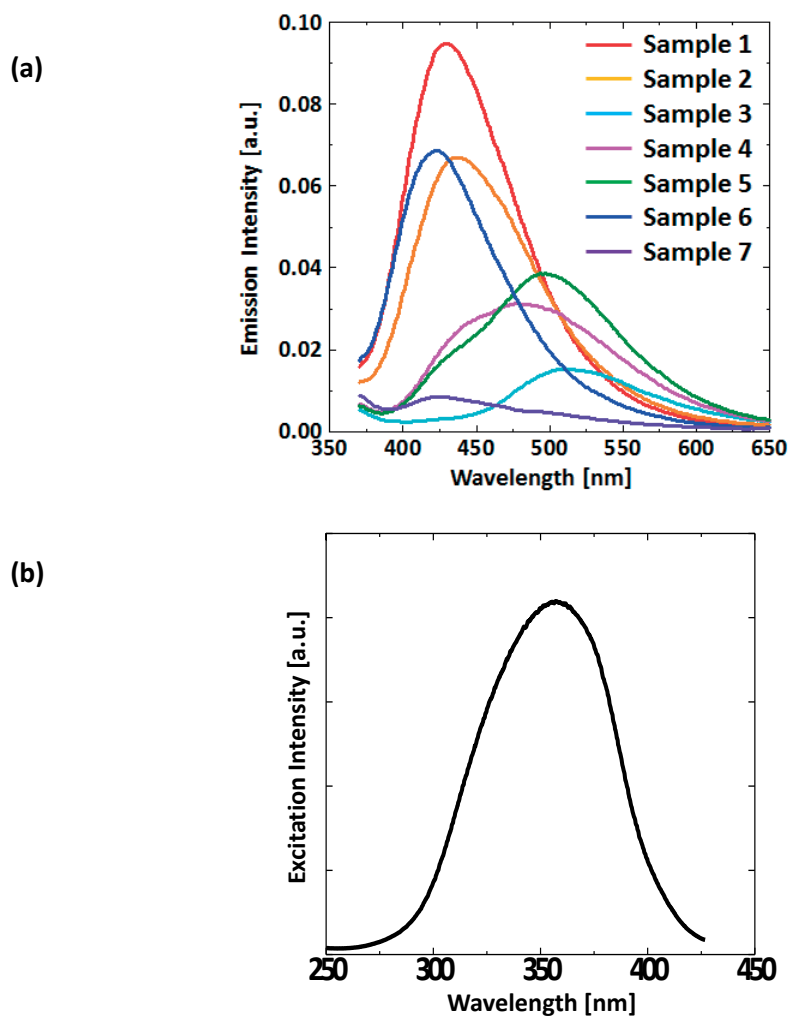 (a)
Emission Intensity [a.u.]
0.10
0.08
0.06
0.04
0.02
0.00
Sample 1
Sample 2
Sample 3
Sample 4
Sample 5
Sample 6
Sample 7
350 400 450 500 550 600 650
Wavelength [nm]
(b)
Excitation Intensity [a.u.]
250 300 350 400 450
Wavelength [nm]